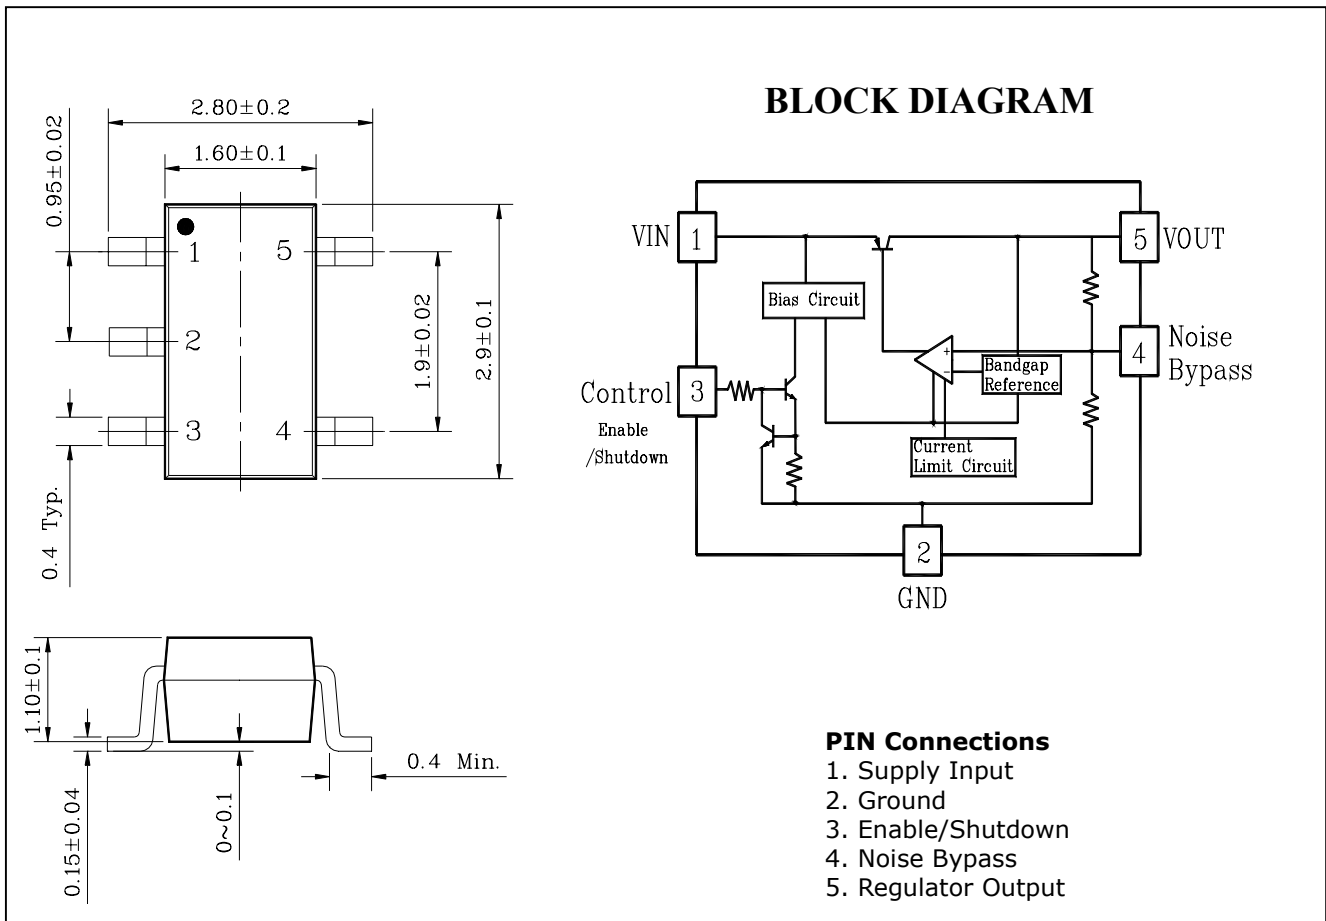 BLOCK DIAGRAM
2.80±0.2
1.60±0.1
0.95±0.02
1
5
2
3
4
1.9±0.02
2.9±0.1
0.4 Typ.
1.10±0.1
0.15±0.04
0~0.1
0.4 Min.
VIN
1
5
VOUT
Bias Circuit
+
−
Bandgap
Reference
4
Noise
Bypass
Control
3
Enable
/Shutdown
Current
Limit Circuit
2
GND
PIN Connections
1. Supply Input
2. Ground
3. Enable/Shutdown
4. Noise Bypass
5. Regulator Output